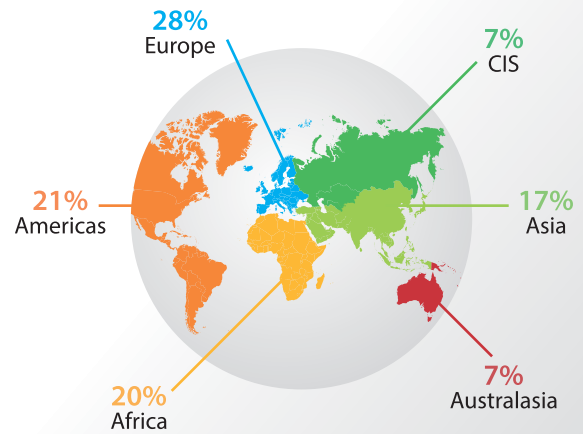 28%
Europe
7%
CIS
21%
Americas
17%
Asia
20%
Africa
7%
Australasia